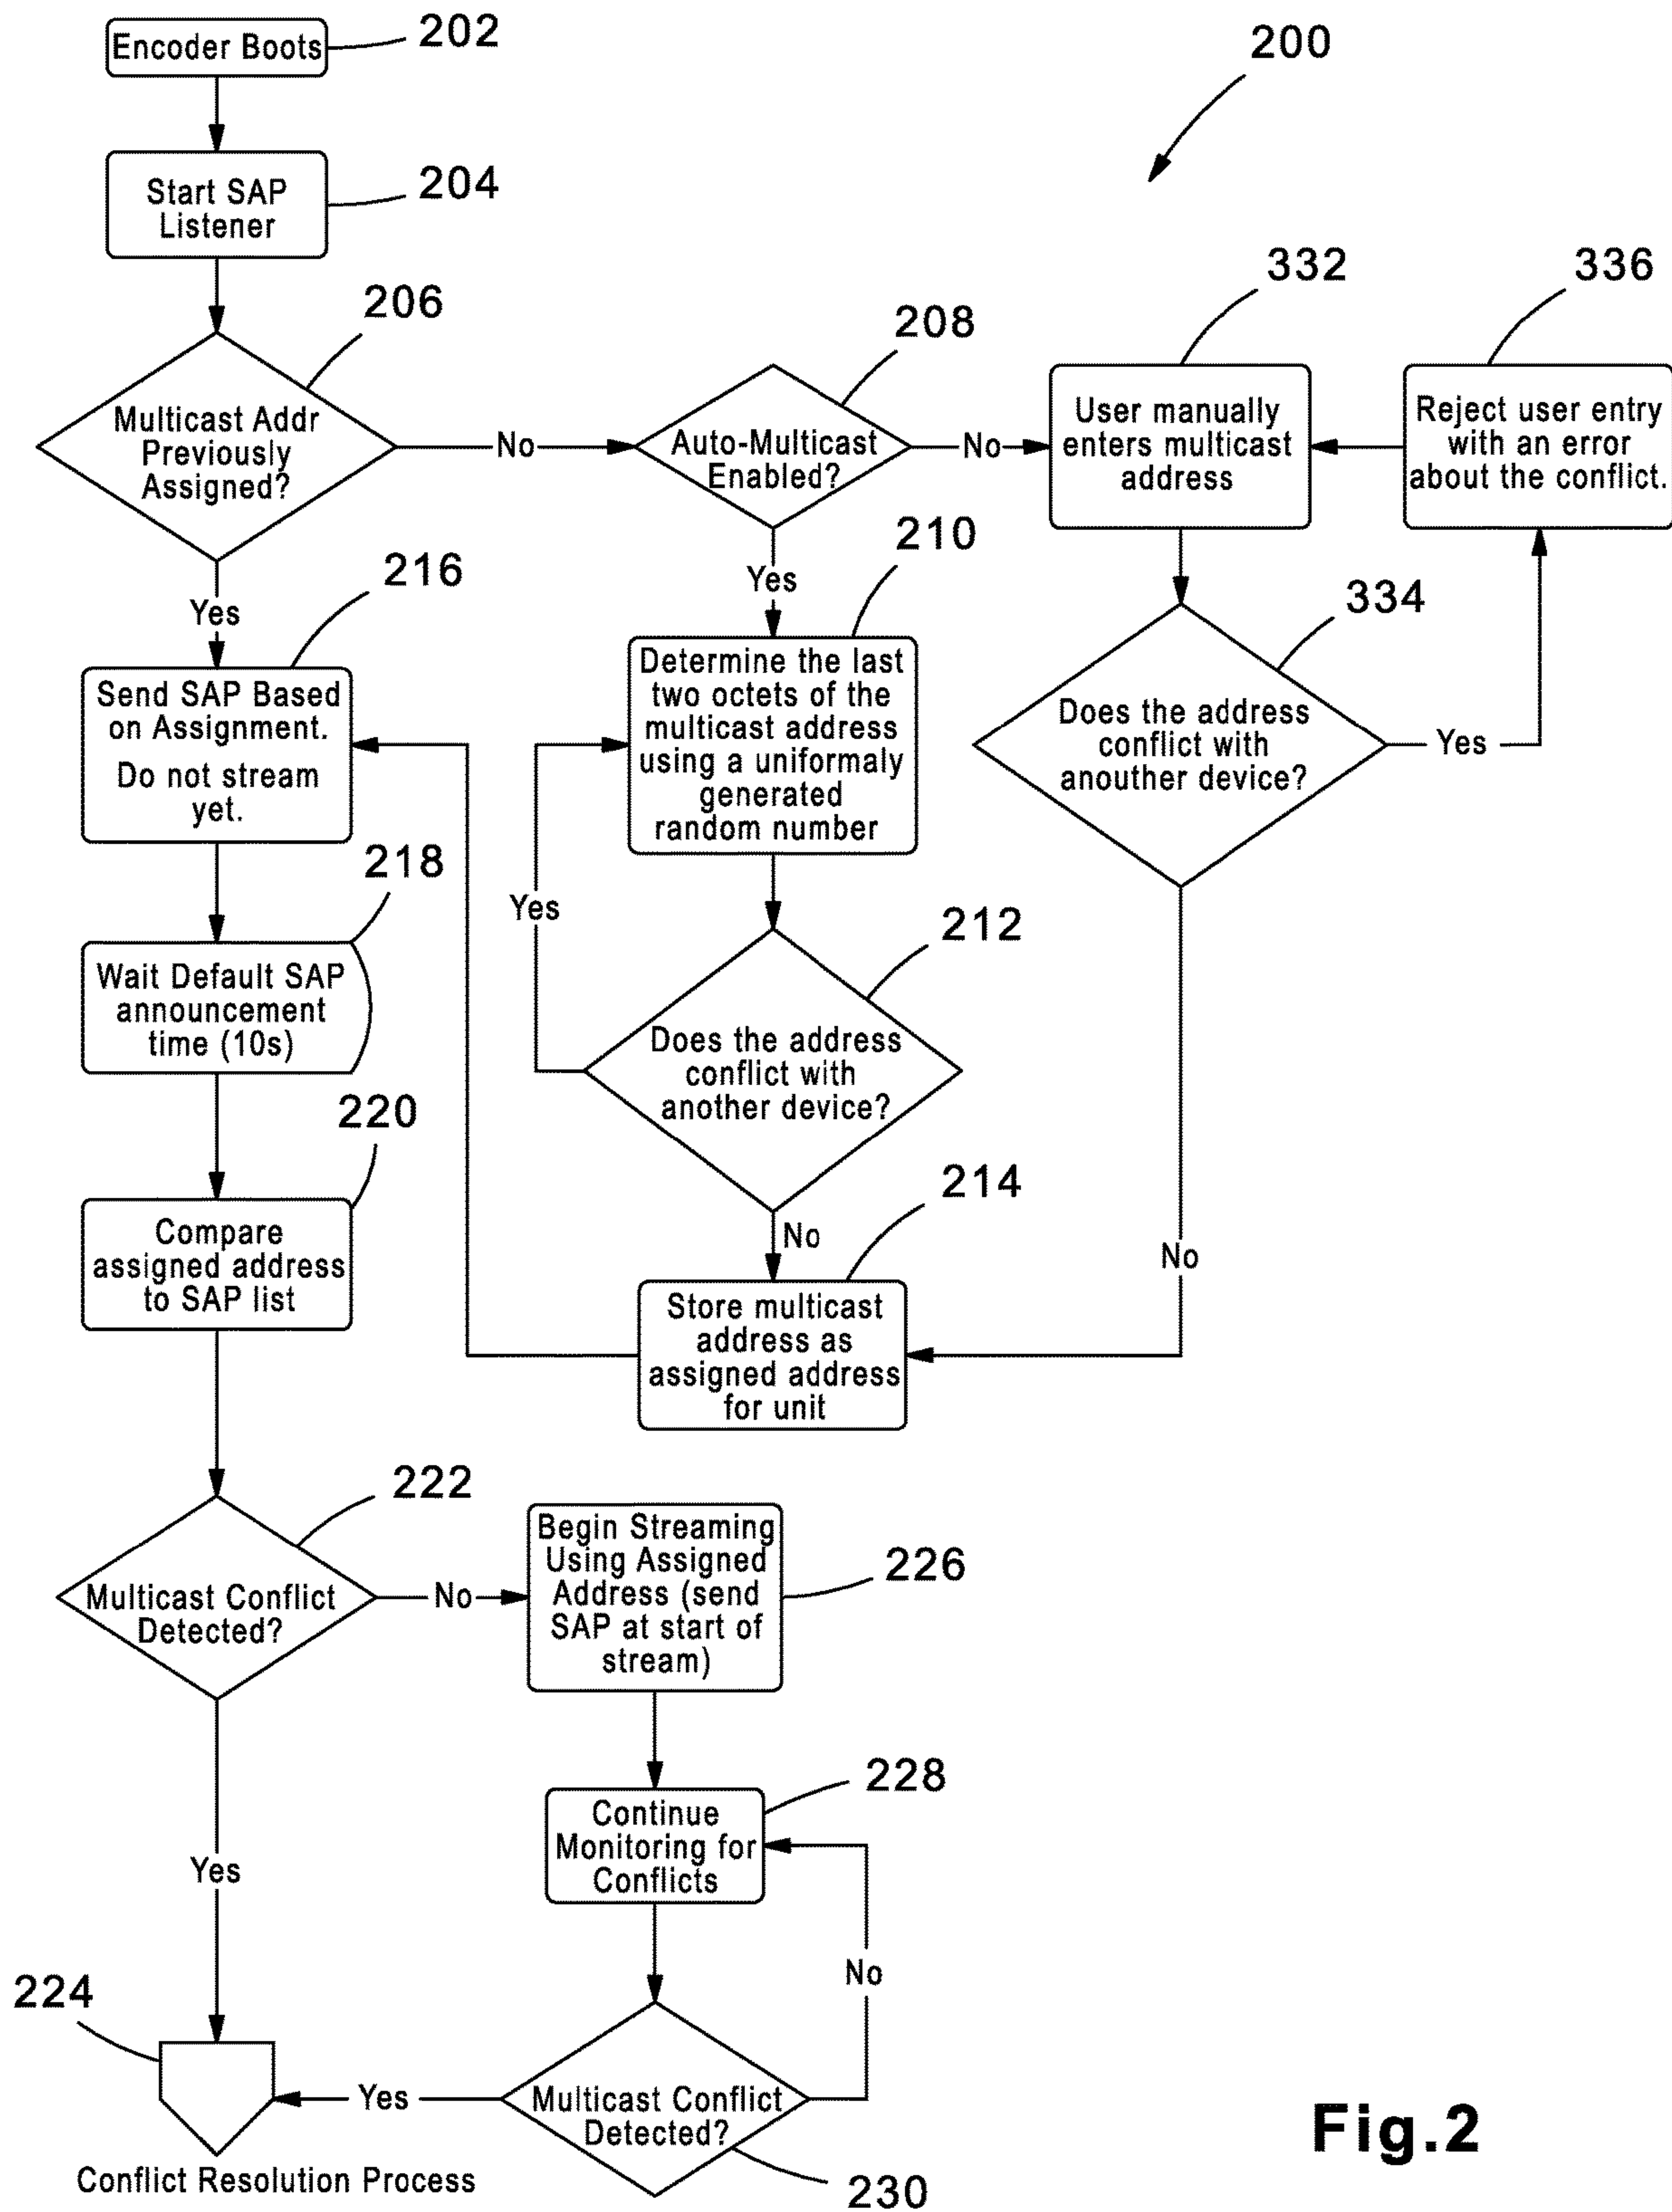 Encoder Boots
202
200
Start SAP
Listener
204
206
208
332
336
Multicast Addr
Previously
Assigned?
No
Auto-Multicast
Enabled?
No
User manually
enters multicast
address
Reject user entry
with an error
about the conflict.
Yes
216
Yes
210
334
Send SAP Based
on Assignment.
Do not stream
yet.
Determine the last
two octets of the
multicast address
using a uniformaly
generated
random number
Does the address
conflict with
anouther device?
Yes
218
Yes
212
Wait Default SAP
announcement
time (10s)
Does the address
conflict with
another device?
220
214
No
No
Compare
assigned address
to SAP list
Store multicast
address as
assigned address
for unit
222
Multicast Conflict
Detected?
No
Begin Streaming
Using Assigned
Address (send
SAP at start of
stream)
226
Yes
Continue
Monitoring for
Conflicts
228
No
224
Yes
Multicast Conflict
Detected?
230
Conflict Resolution Process
Fig.2